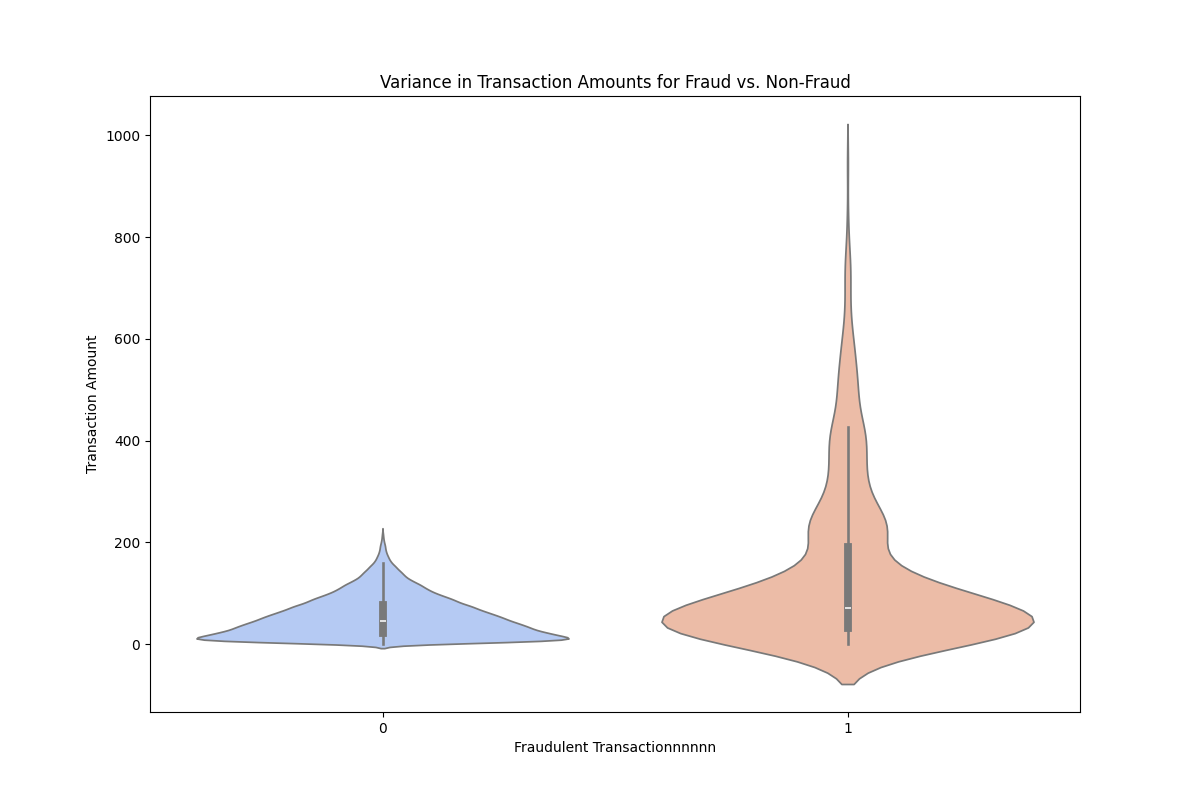 Variance in Transaction Amounts for Fraud vs. Non-Fraud
1000
800
600
400
200
0
Transaction Amount
0 1
Fraudulent Transactionnnnnn